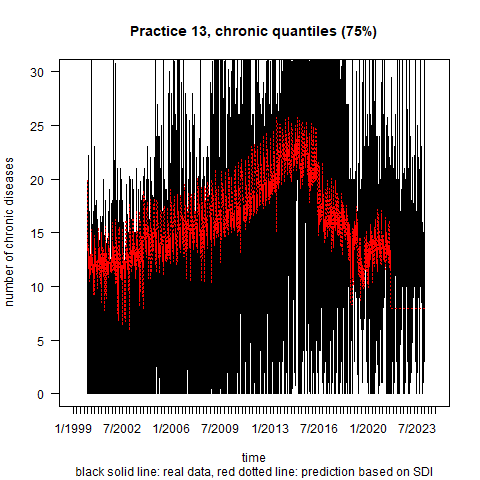 Practice 13, chronic quantiles (75%)
number of chronic diseases
30
25
20
15
10
5
0
1/1999 7/2002 1/2006 7/2009 1/2013 7/2016 1/2020 7/2023
time
black solid line: real data, red dotted line: prediction based on SDI